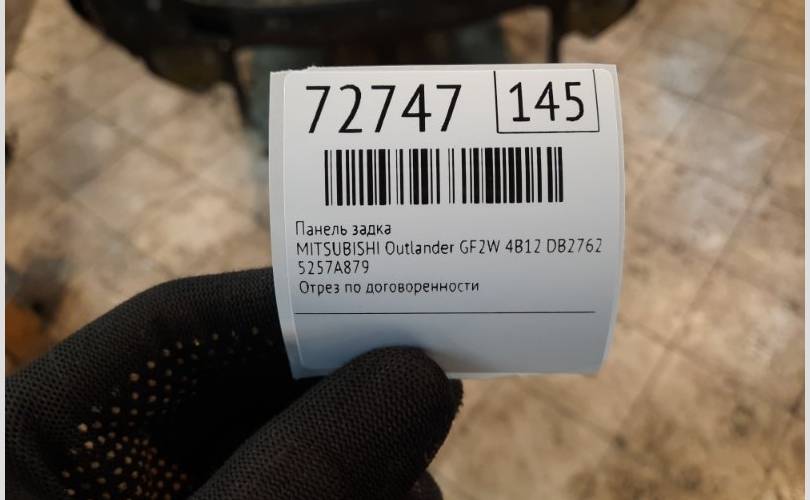 72747 145
Панель задка
MITSUBISHI Outlander GF2W 4B12 DB2762
5257A879
Отрез по договоренности